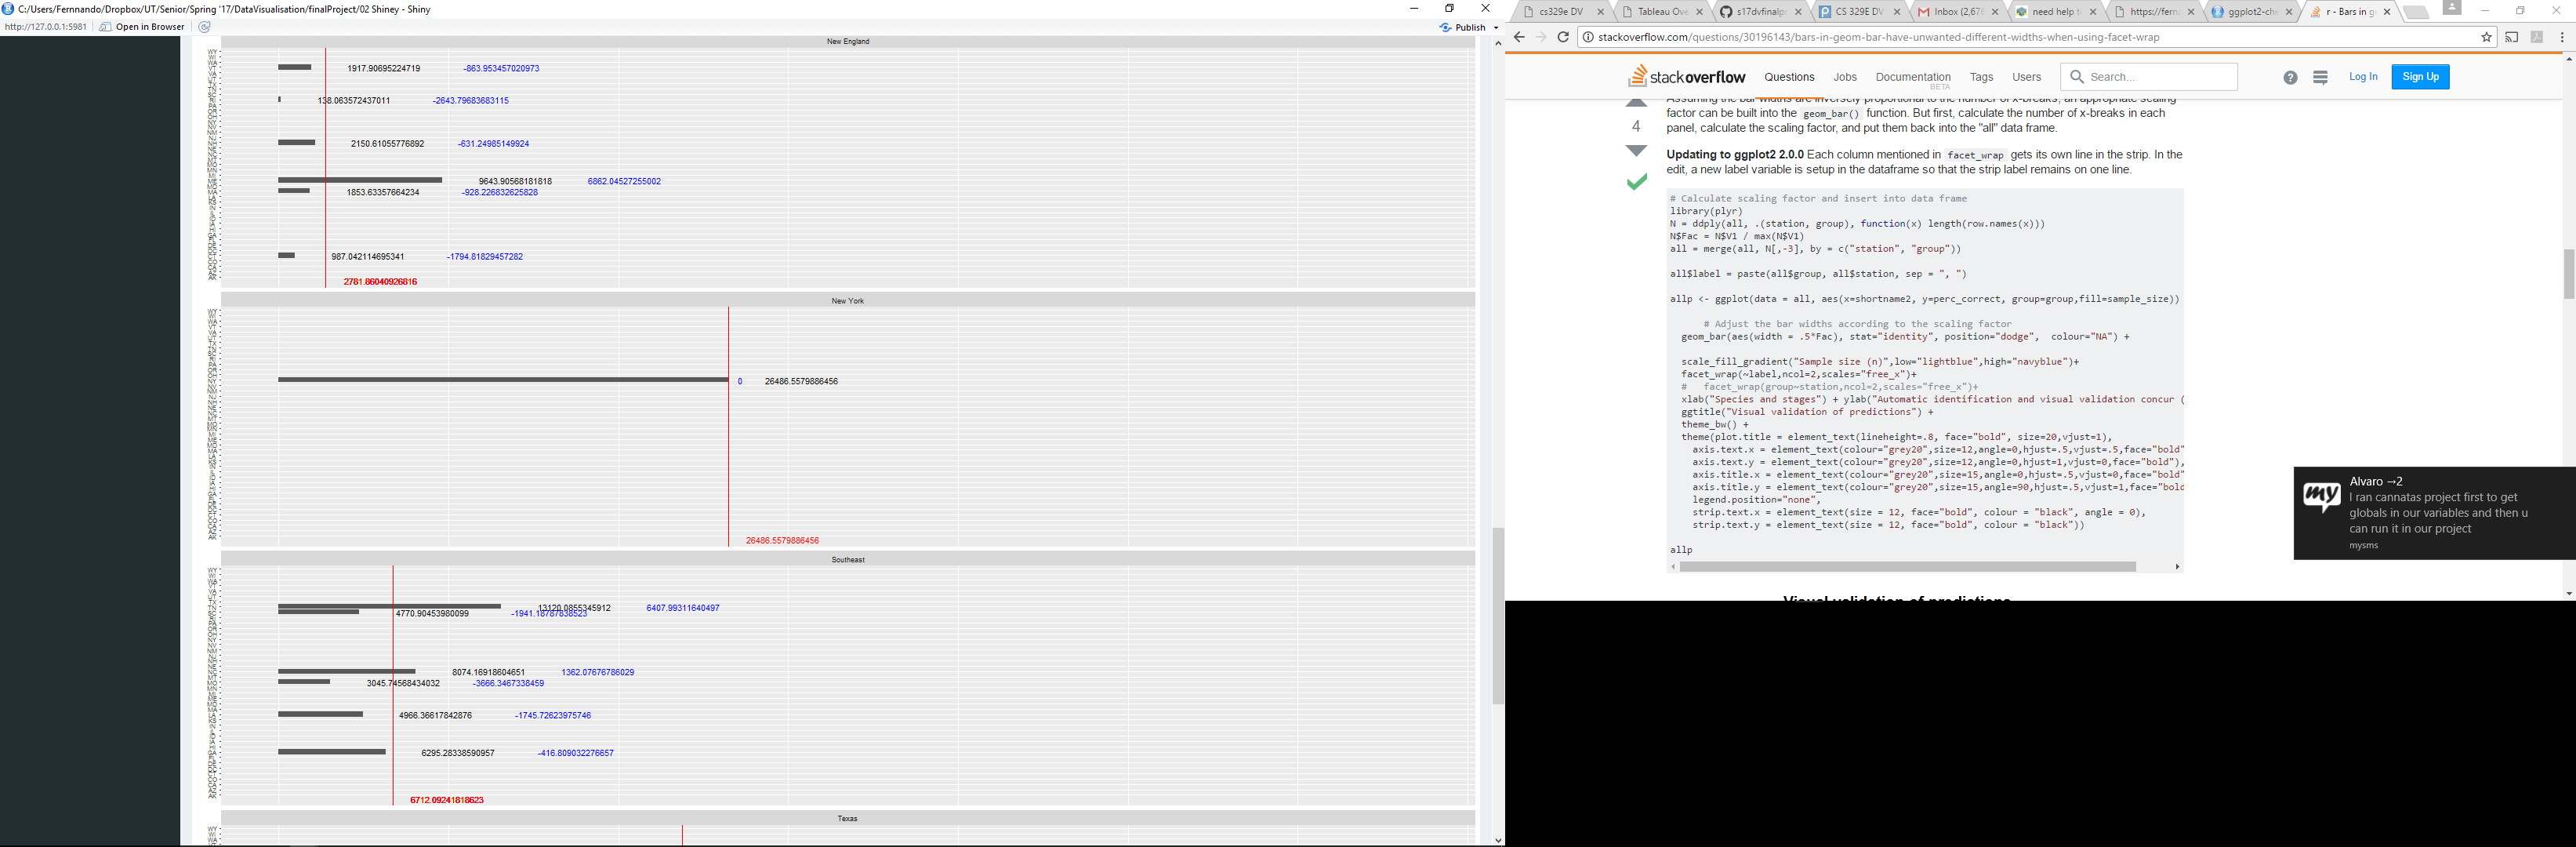 C:/Users/Fernnando/Dropbox/UT/Senior/Spring '17/DataVisualisation/finalProject/02 Shiney - Shiny
http://127.0.0.1:5981
Open in Browser
Publish
New England
1917.90695224719 -863.953457020973
138.063572437011 -2643.79683683115
2150.61055776892 -631.24985149924
9643.90568181818 6862.04527255002
1853.63357664234 -928.226832625828
987.042114695341 -1794.81829457282
2781.86040926816
New York
0 26486.5579886456
26486.5579886456
Southeast
13120.0855345912 6407.99311640497
4770.90453980099 -1941.18787838523
8074.16918604651 1362.07676786029
3045.74568434032 -3666.3467338459
4966.36617842876 -1745.72623975746
6295.28338590957 -416.809032276657
6712.09241818623
Texas
cs329e DV
Tableau Ove
s17dvfinalp
CS 329E DV
Inbox (2,67
need help t
https://fern
ggplot2-che
r - Bars in g
stackoverflow.com/questions/30196143/bars-in-geom-bar-have-unwanted-different-widths-when-using-facet-wrap
stackoverflow
Questions
Jobs
Documentation
BETA
Tags
Users
Search...
Log In
Sign Up
4
Assuming the bar widths are inversely proportional to the number of x-breaks, an appropriate scaling
factor can be built into the geom_bar() function. But first, calculate the number of x-breaks in each
panel, calculate the scaling factor, and put them back into the "all" data frame.
Updating to ggplot2 2.0.0 Each column mentioned in facet_wrap gets its own line in the strip. In the
edit, a new label variable is setup in the dataframe so that the strip label remains on one line.
# Calculate scaling factor and insert into data frame
library(plyr)
N = ddply(all, .(station, group), function(x) length(row.names(x)))
N$Fac = N$V1 / max(N$V1)
all = merge(all, N[,-3], by = c("station", "group"))
all$label = paste(all$group, all$station, sep = ", ")
allp <- ggplot(data = all, aes(x=shortname2, y=perc_correct, group=group,fill=sample_size))
# Adjust the bar widths according to the scaling factor
geom_bar(aes(width = .5*Fac), stat="identity", position="dodge", colour="NA") +
scale_fill_gradient("Sample size (n)",low="lightblue",high="navyblue")+
facet_wrap(~label,ncol=2,scales="free_x")+
# facet_wrap(group~station,ncol=2,scales="free_x")+
xlab("Species and stages") + ylab("Automatic identification and visual validation concur (
ggtitle("Visual validation of predictions") +
theme_bw() +
theme(plot.title = element_text(lineheight=.8, face="bold", size=20,vjust=1),
axis.text.x = element_text(colour="grey20",size=12,angle=0,hjust=.5,vjust=.5,face="bold"
axis.text.y = element_text(colour="grey20",size=12,angle=0,hjust=1,vjust=0,face="bold"),
axis.title.x = element_text(colour="grey20",size=15,angle=0,hjust=.5,vjust=0,face="bold"
axis.title.y = element_text(colour="grey20",size=15,angle=90,hjust=.5,vjust=1,face="bold
legend.position="none",
strip.text.x = element_text(size = 12, face="bold", colour = "black", angle = 0),
strip.text.y = element_text(size = 12, face="bold", colour = "black"))
allp
Visual validation of predictions
my
Alvaro →2
I ran cannatas project first to get
globals in our variables and then u
can run it in our project
mysms